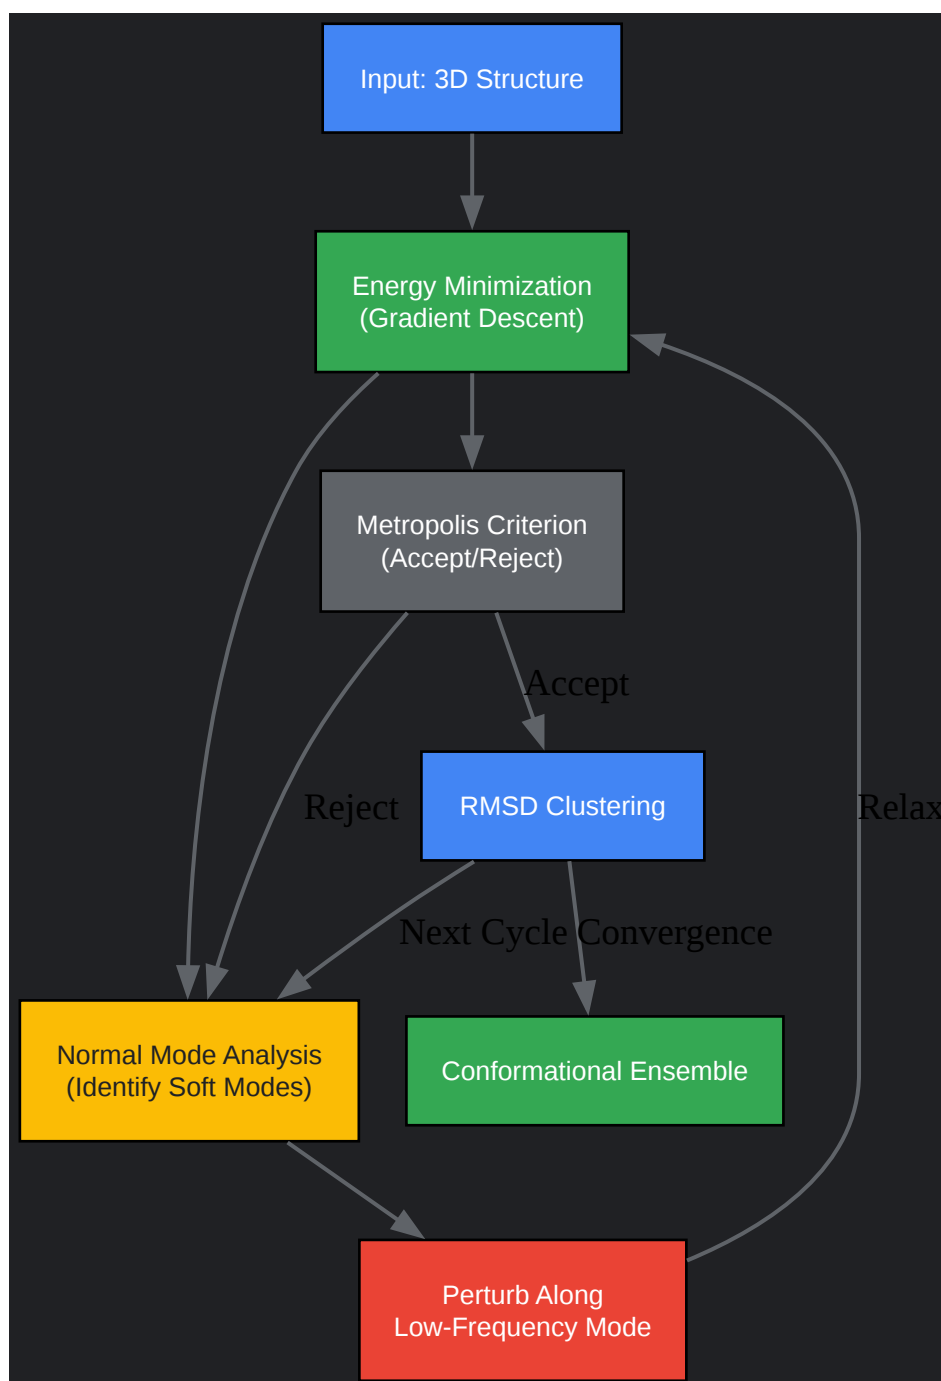 Input: 3D Structure
Energy Minimization
(Gradient Descent)
Metropolis Criterion
(Accept/Reject)
Accept
Reject
RMSD Clustering
Relax
Next Cycle
Convergence
Normal Mode Analysis
(Identify Soft Modes)
Conformational Ensemble
Perturb Along
Low-Frequency Mode